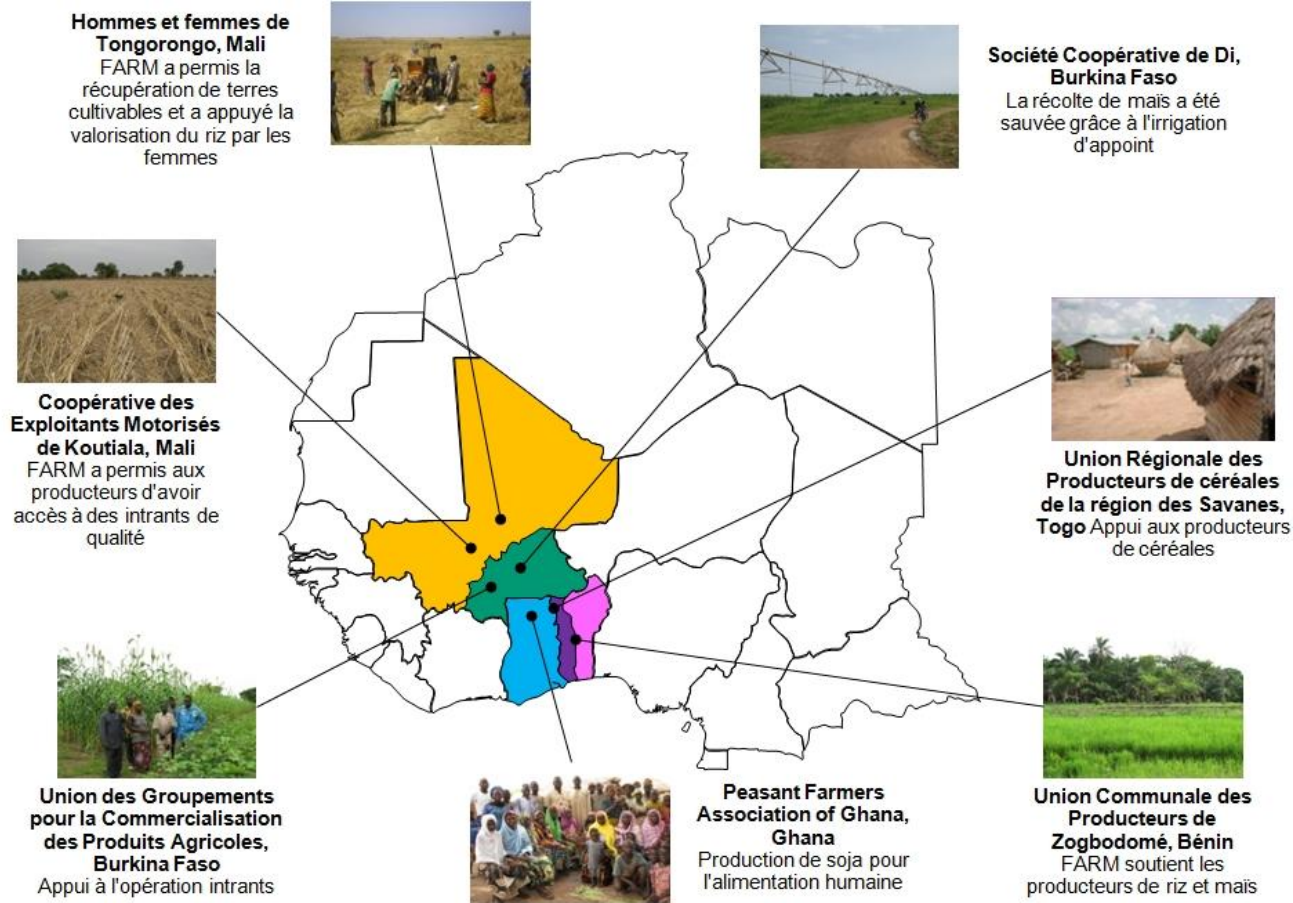 Hommes et femmes de
Tongorongo, Mali
FARM a permis la
récupération de terres
cultivables et a appuyé la
valorisation du riz par les
femmes
Société Coopérative de Di,
Burkina Faso
La récolte de maïs a été
sauvée grâce à l'irrigation
d'appoint
Coopérative des
Exploitants Motorisés
de Koutiala, Mali
FARM a permis aux
producteurs d'avoir
accès à des intrants de
qualité
Union Régionale des
Producteurs de céréales
de la région des Savanes,
Togo Appui aux producteurs
de céréales
Union des Groupements
pour la Commercialisation
des Produits Agricoles,
Burkina Faso
Appui à l'opération intrants
Peasant Farmers
Association of Ghana,
Ghana
Production de soja pour
l'alimentation humaine
Union Communale des
Producteurs de
Zogbodomé, Bénin
FARM soutient les
producteurs de riz et maïs